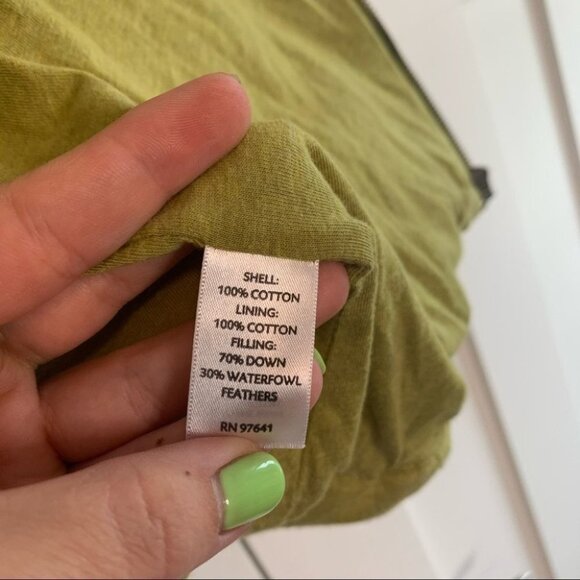 SHELL:
100% COTTON
LINING:
100% COTTON
FILLING:
70% DOWN
30% WATERFOWL
FEATHERS
RN 97641